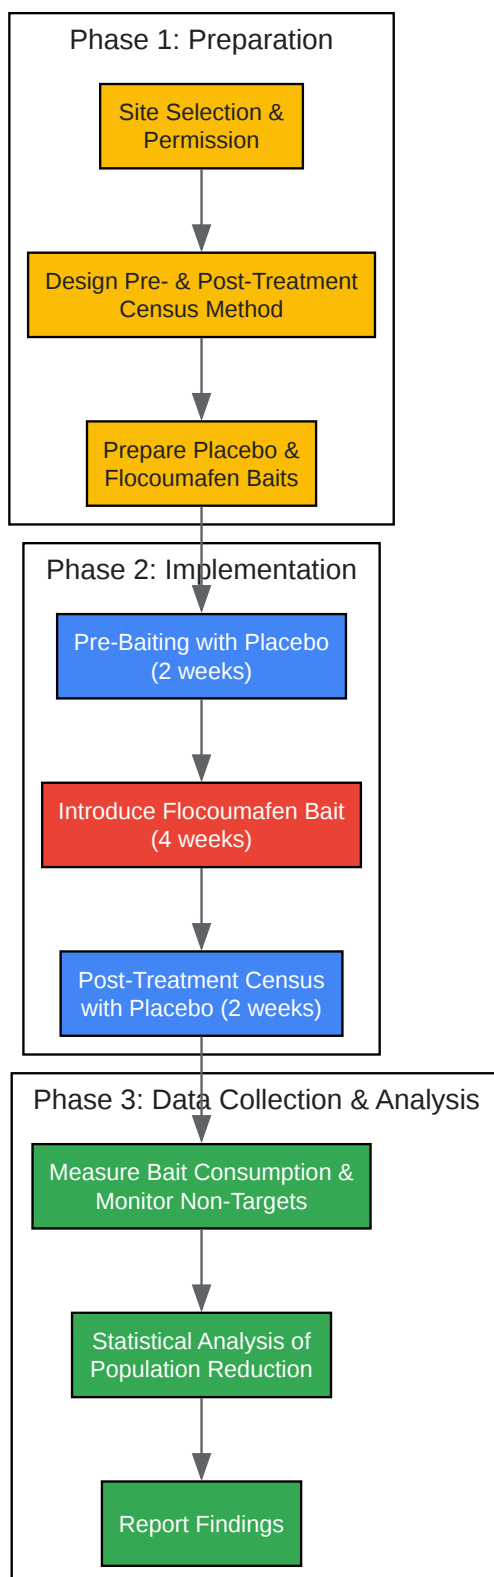 Phase 1: Preparation
Site Selection &
Permission
Design Pre- & Post-Treatment
Census Method
Prepare Placebo &
Flocoumafen Baits
Phase 2: Implementation
Pre-Baiting with Placebo
(2 weeks)
Introduce Flocoumafen Bait
(4 weeks)
Post-Treatment Census
with Placebo (2 weeks)
Phase 3: Data Collection & Analysis
Measure Bait Consumption &
Monitor Non-Targets
Statistical Analysis of
Population Reduction
Report Findings